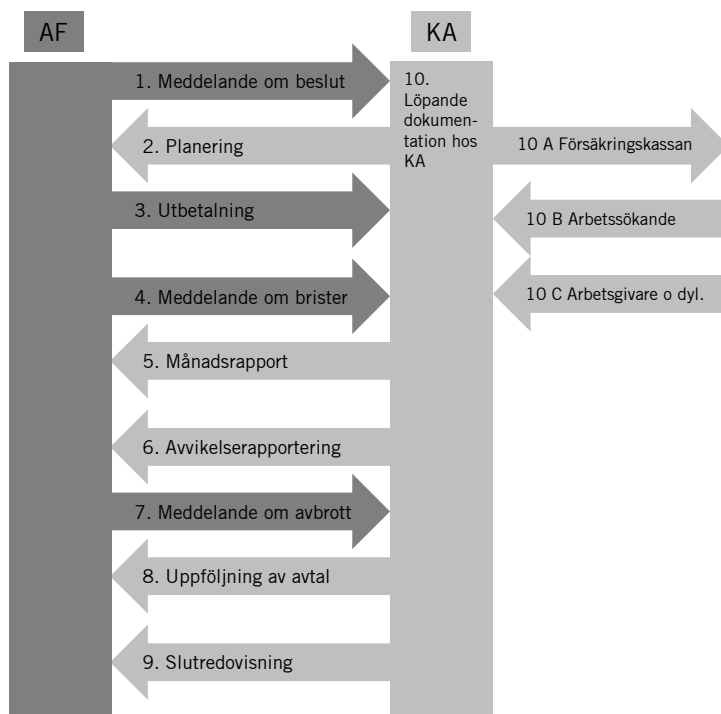 AF
KA
1. Meddelande om beslut
10.
Löpande
dokumen-
tation hos
KA
2. Planering
10 A Försäkringskassan
3. Utbetalning
10 B Arbetssökande
4. Meddelande om brister
10 C Arbetsgivare o dyl.
5. Månadsrapport
6. Avvikelserapportering
7. Meddelande om avbrott
8. Uppföljning av avtal
9. Slutredovisning